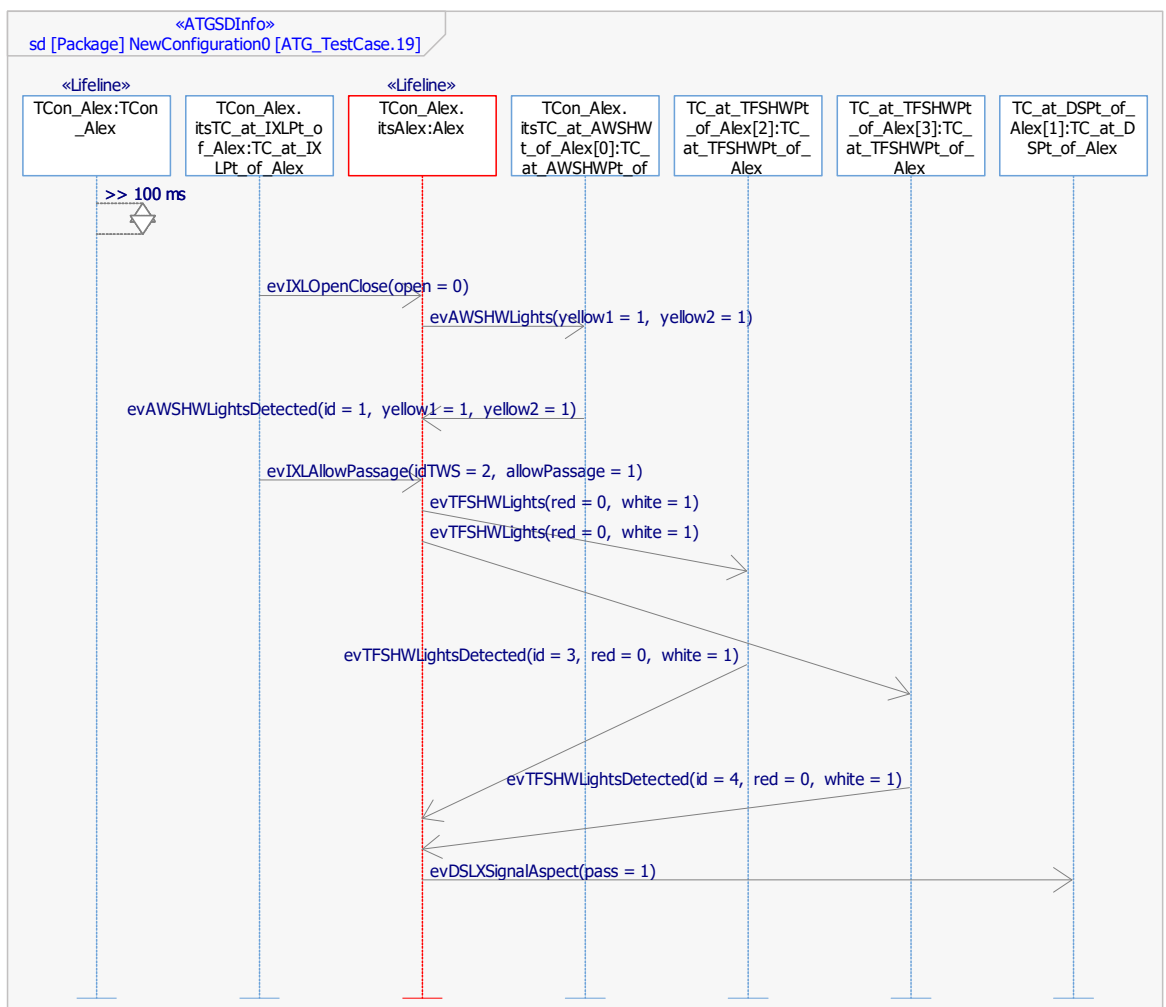 «ATGSDInfo»
sd [Package] NewConfiguration0 [ATG_TestCase.19]
«Lifeline»
«Lifeline»
TCon_Alex:TCon
_Alex
TCon_Alex.
itsTC_at_IXLPt_o
f_Alex:TC_at_IX
LPt_of_Alex
TCon_Alex.
itsAlex:Alex
TCon_Alex.
itsTC_at_AWSHW
t_of_Alex[0]:TC_
at_AWSHWPt_of
TC_at_TFSHWPt
_of_Alex[2]:TC_
at_TFSHWPt_of_
Alex
TC_at_TFSHWPt
_of_Alex[3]:TC_
at_TFSHWPt_of_
Alex
TC_at_DSPt_of_
Alex[1]:TC_at_D
SPt_of_Alex
>> 100 ms
evIXLOpenClose(open = 0)
evAWSHWLights(yellow1 = 1, yellow2 = 1)
evAWSHWLightsDetected(id = 1, yellow1 = 1, yellow2 = 1)
evIXLAllowPassage(idTWS = 2, allowPassage = 1)
evTFSHWLights(red = 0, white = 1)
evTFSHWLights(red = 0, white = 1)
evTFSHWLightsDetected(id = 3, red = 0, white = 1)
evTFSHWLightsDetected(id = 4, red = 0, white = 1)
evDSLXSignalAspect(pass = 1)